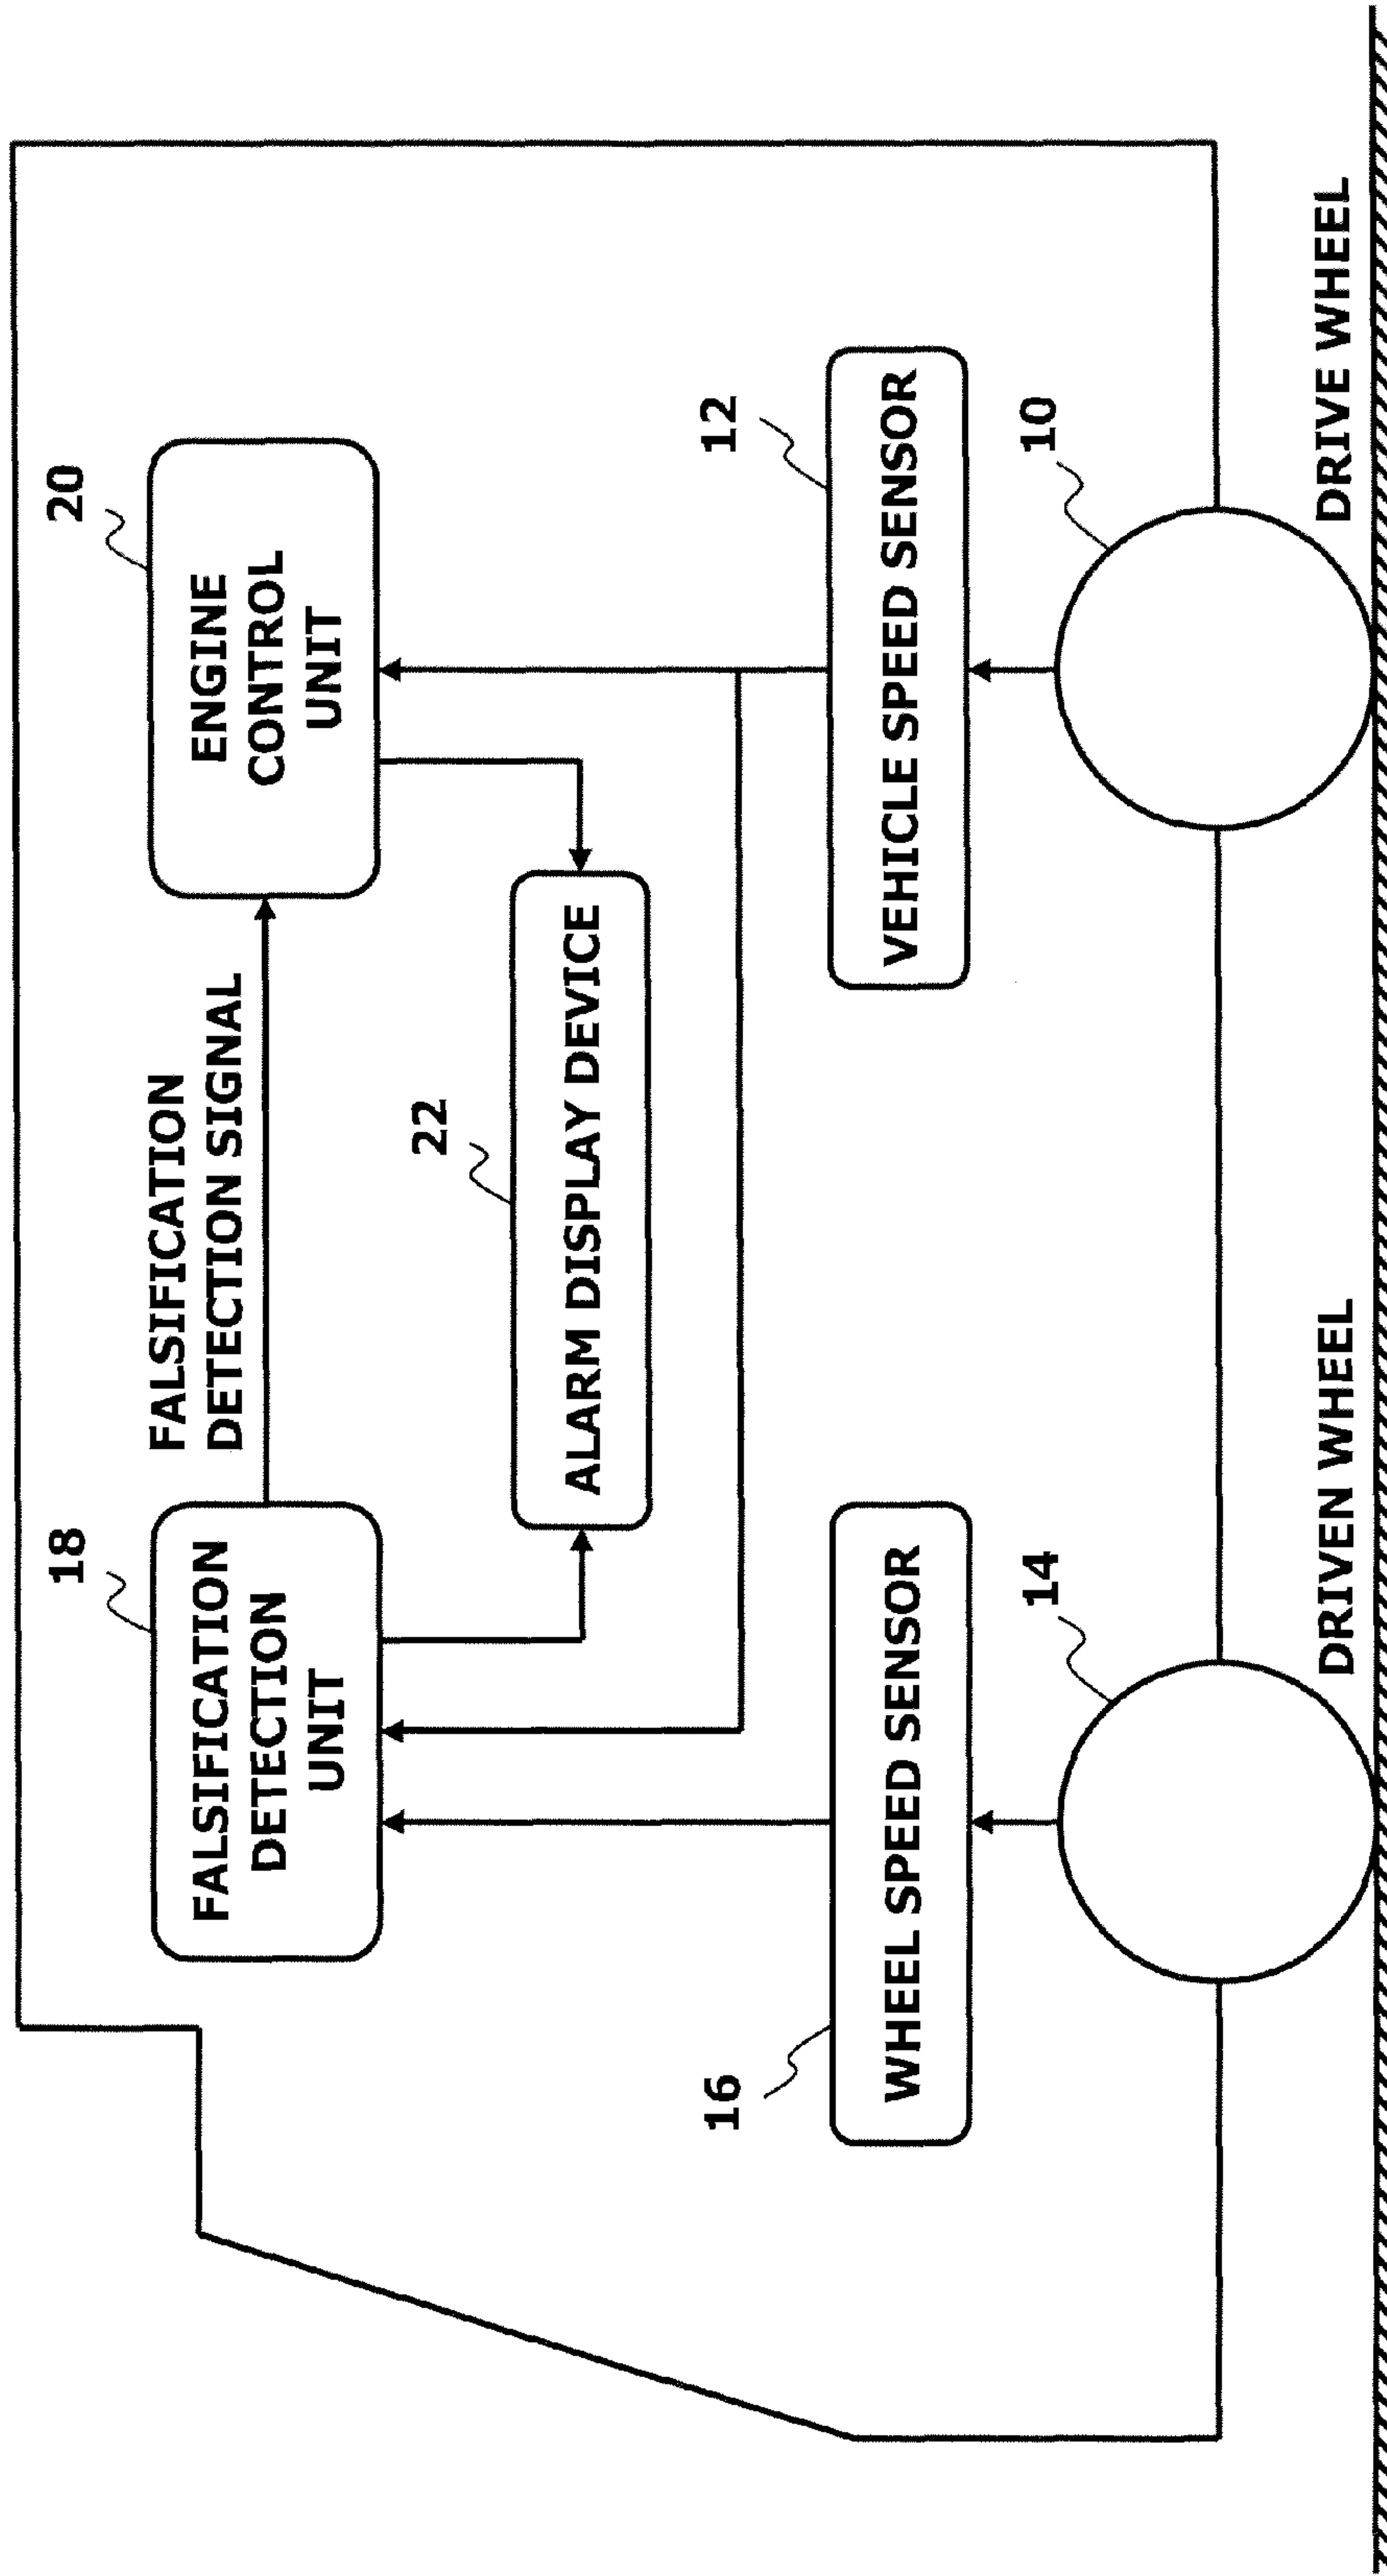 18
FALSIFICATION
DETECTION
UNIT
FALSIFICATION
DETECTION SIGNAL
20
ENGINE
CONTROL
UNIT
22
ALARM DISPLAY DEVICE
16
WHEEL SPEED SENSOR
12
VEHICLE SPEED SENSOR
14
DRIVEN WHEEL
10
DRIVE WHEEL